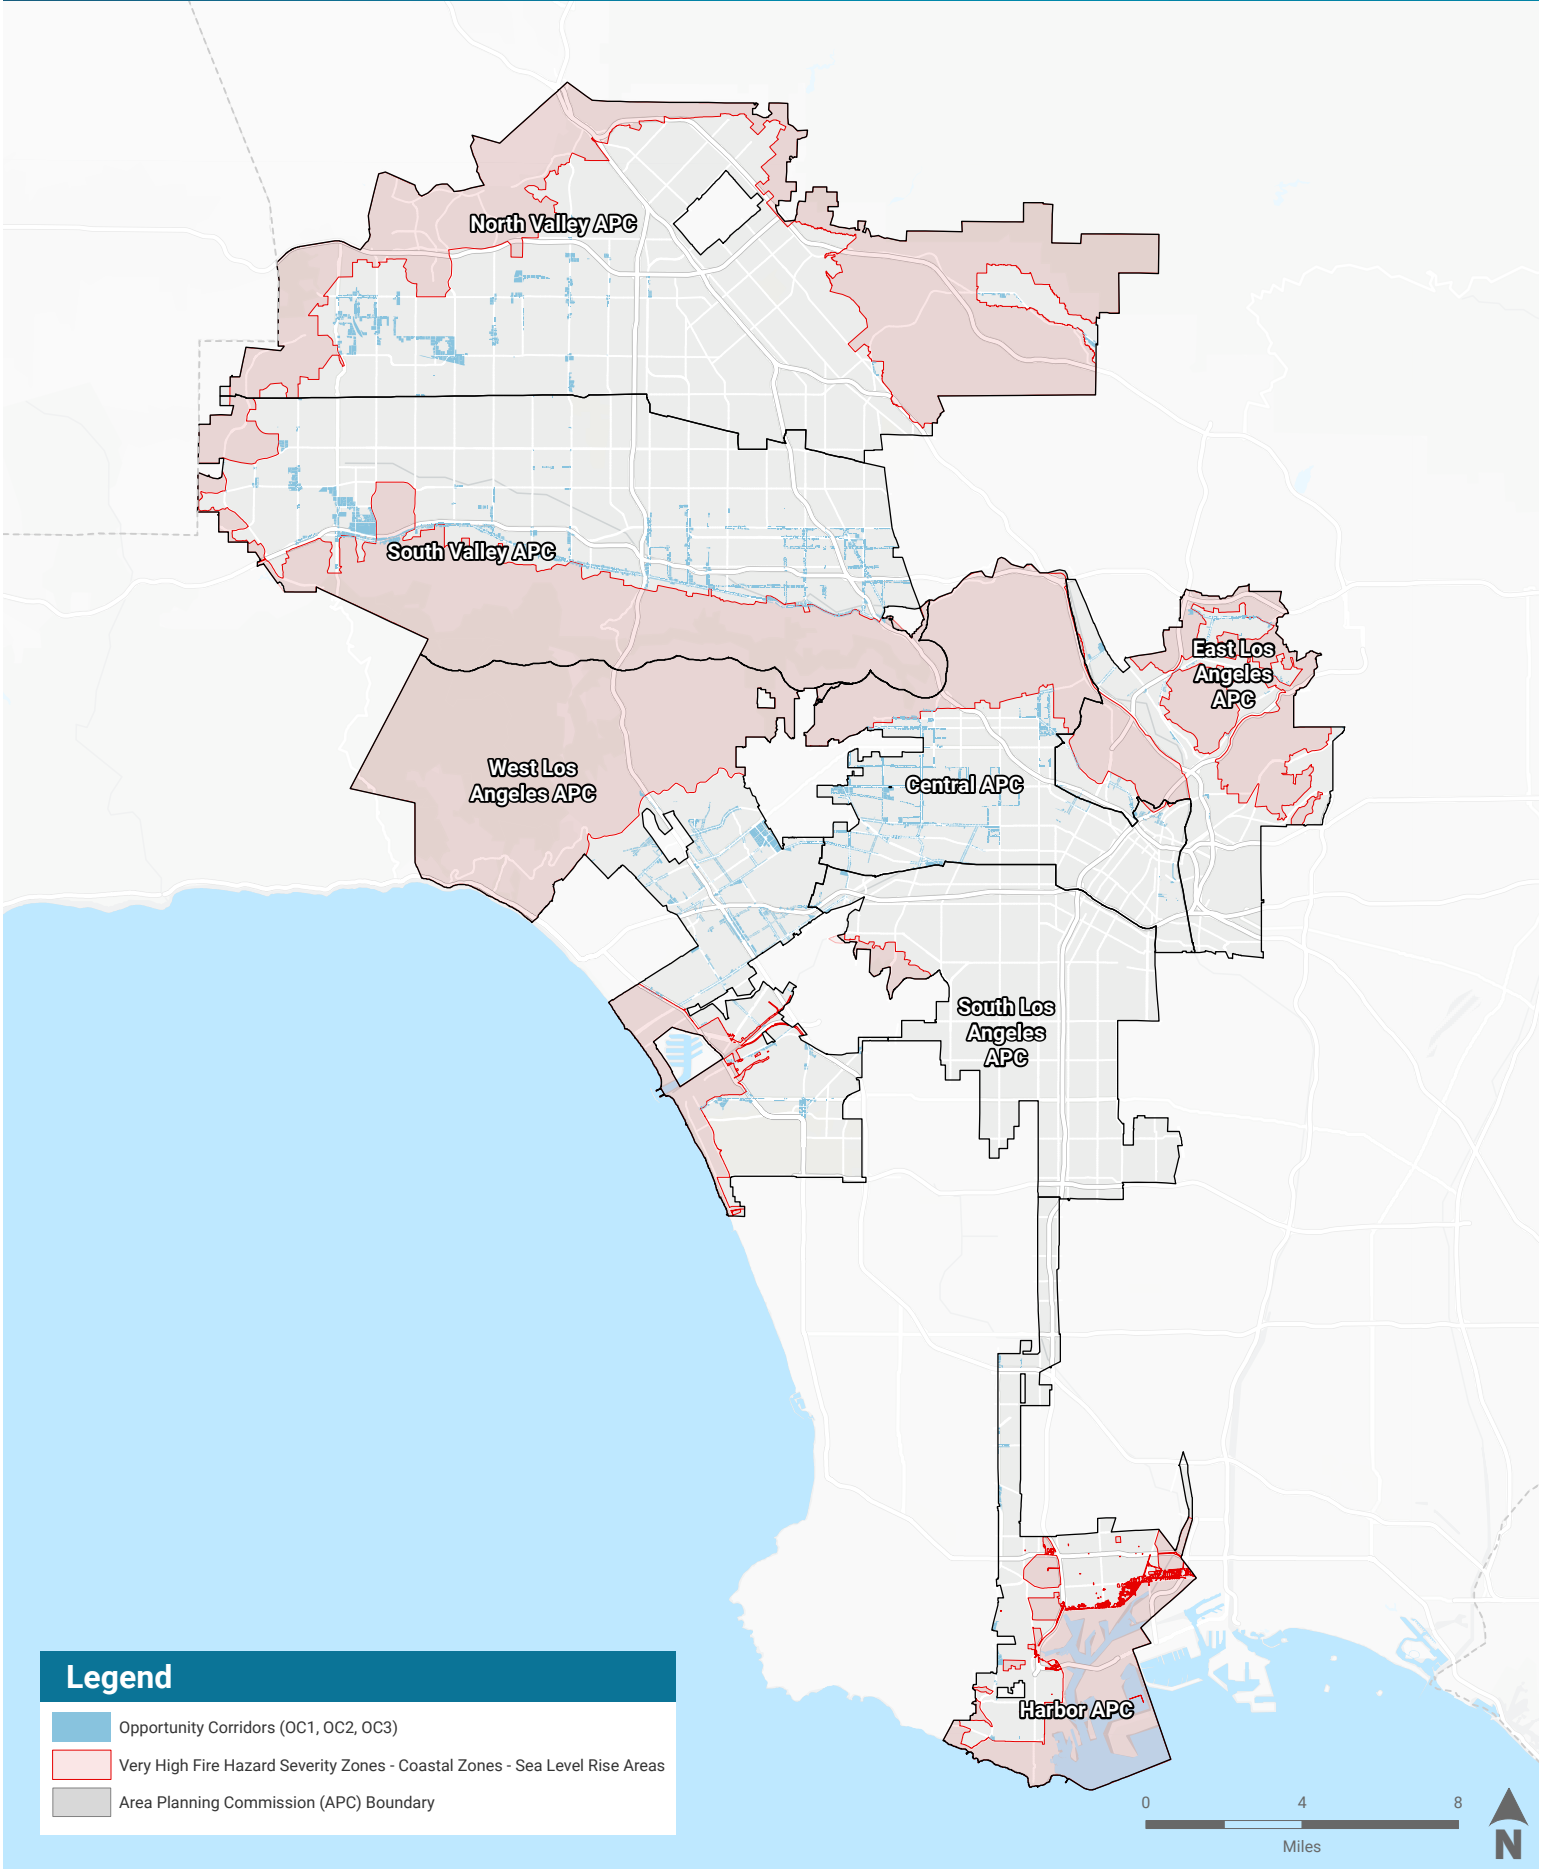 North Valley APC
South Valley APC
East Los
Angeles
APC
West Los
Angeles APC
Central APC
South Los
Angeles
APC
Harbor APC
Legend
Opportunity Corridors (OC1, OC2, OC3)
Very High Fire Hazard Severity Zones - Coastal Zones - Sea Level Rise Areas
Area Planning Commission (APC) Boundary
0 4 8
Miles
N